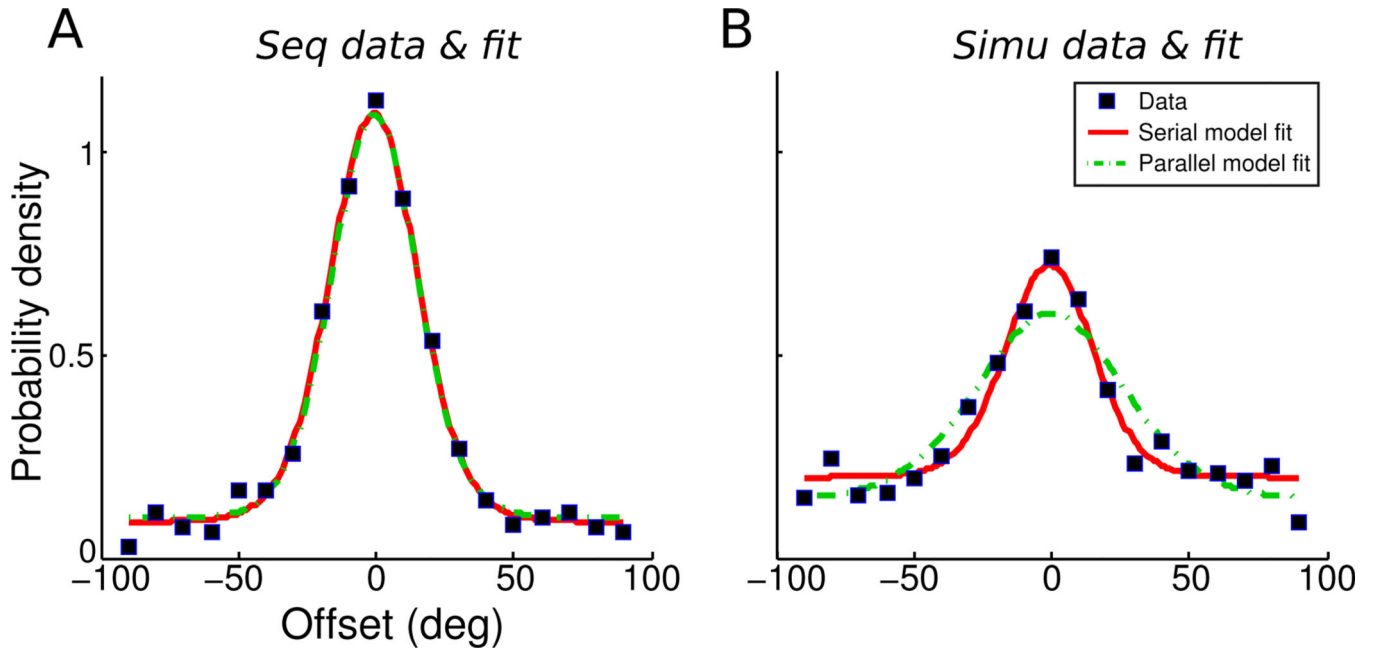 A
Seq data & fit
Probability density
1
0.5
0
−100
−50
0
50
100
Offset (deg)
B
Simu data & fit
Data
Serial model fit
Parallel model fit
−100
−50
0
50
100